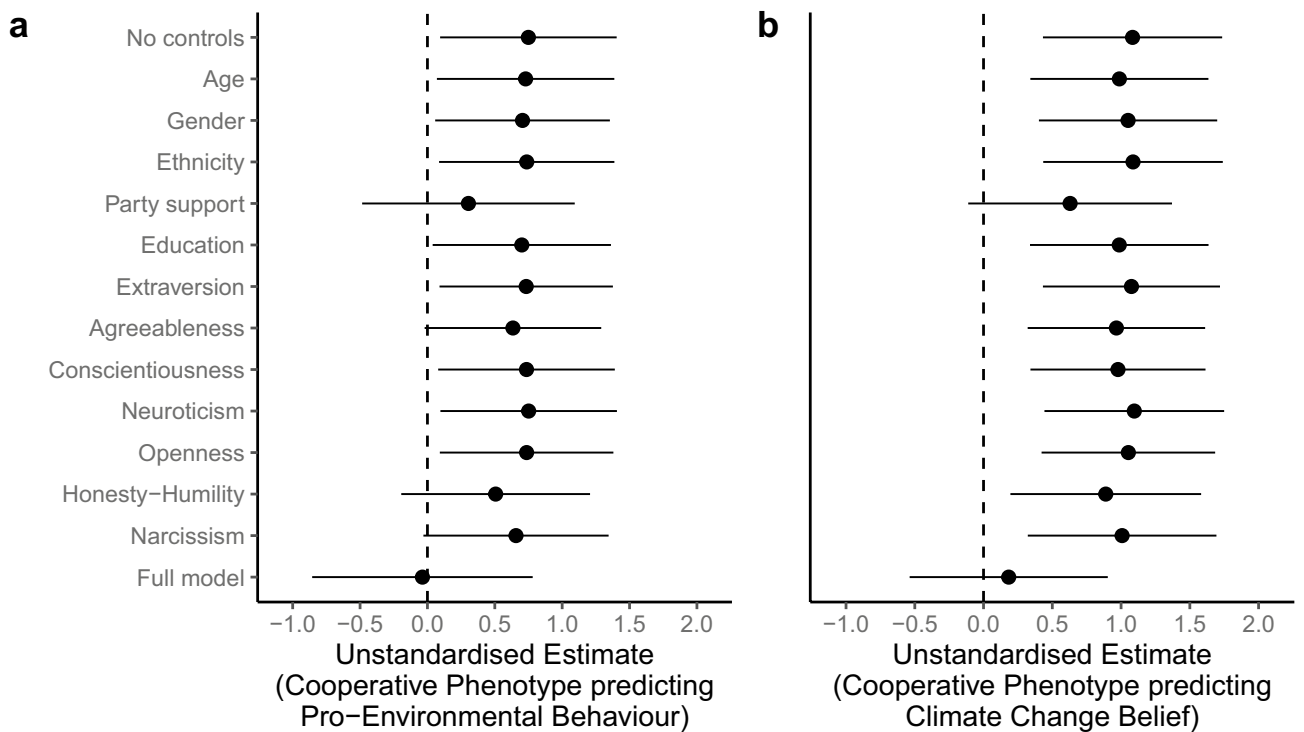 a
No controls
Age
Gender
Ethnicity
Party support
Education
Extraversion
Agreeableness
Conscientiousness
Neuroticism
Openness
Honesty−Humility
Narcissism
Full model
−1.0 −0.5 0.0 0.5 1.0 1.5 2.0
Unstandardised Estimate
(Cooperative Phenotype predicting
Pro−Environmental Behaviour)
b
−1.0 −0.5 0.0 0.5 1.0 1.5 2.0
Unstandardised Estimate
(Cooperative Phenotype predicting
Climate Change Belief)